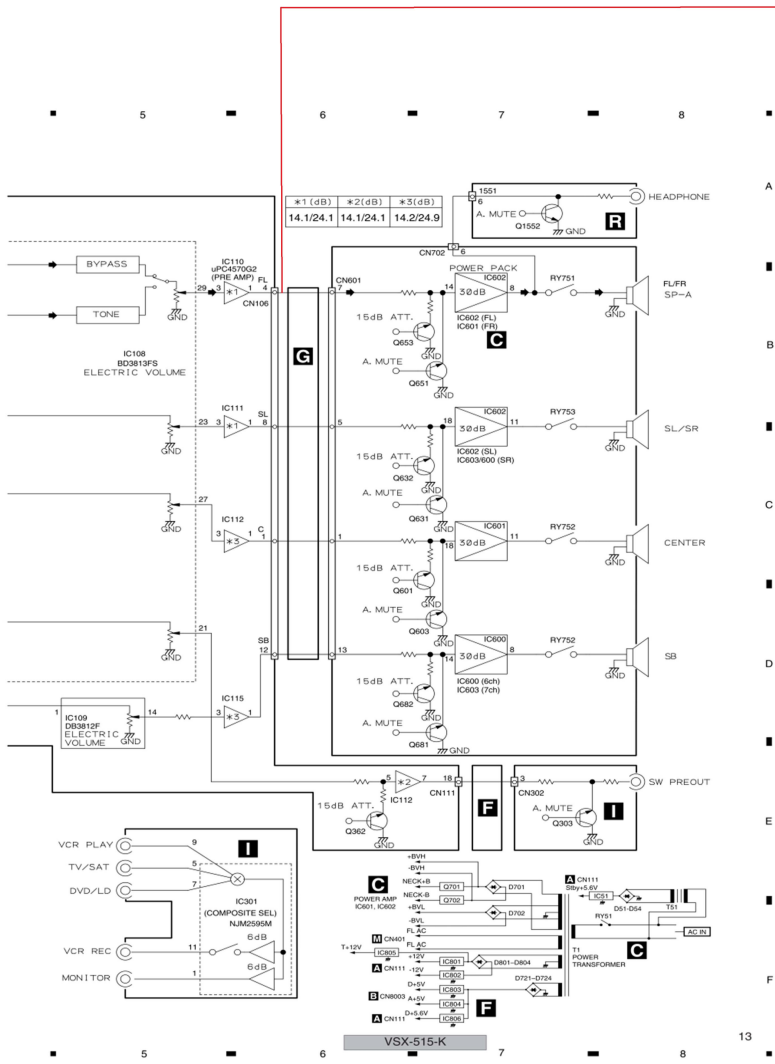 5 6 7 8
A
*1 (dB) *2(dB) *3(dB)
14.1/24.1 14.1/24.1 14.2/24.9
1551
6
HEADPHONE
A. MUTE
Q1552
GND
R
CN702 6
BYPASS
TONE
29 3
IC110
uPC4570G2
(PRE AMP)
*1
1 FL 4
CN106
GND
IC108
BD3813FS
ELECTRIC VOLUME
G
CN601
7
POWER PACK
14
IC602
30dB
8
RY751
FL/FR
SP-A
GND
15dB ATT.
Q653
GND
IC602 (FL)
IC601 (FR)
C
A. MUTE
Q651
GND
B
23 3
IC111
*1
1 SL 8
GND
5
18
IC602
30dB
11
RY753
SL/SR
GND
15dB ATT.
Q632
GND
IC602 (SL)
IC603/600 (SR)
A. MUTE
Q631
GND
C
27
GND
3
IC112
*3
1 C 1
1
18
IC601
30dB
11
RY752
CENTER
GND
15dB ATT.
Q601
GND
A. MUTE
Q603
GND
21
GND
SB
12
13
14
IC600
30dB
8
RY752
SB
GND
D
15dB ATT.
Q682
GND
IC600 (6ch)
IC603 (7ch)
A. MUTE
Q681
GND
1
IC109
DB3812F
ELECTRIC
VOLUME
GND
14
3
IC115
*3
1
5
*2
7
IC112
18
CN111
F
3
CN302
SW PREOUT
15dB ATT.
Q362
GND
A. MUTE
Q303
GND
I
E
VCR PLAY 9
TV/SAT 5
DVD/LD 7
I
IC301
(COMPOSITE SEL)
NJM2595M
VCR REC 11
6dB
MONITOR 1
6dB
C
POWER AMP
IC601, IC602
+BVH
-BVH
NECK+B Q701 D701
NECK-B Q702
+BVL
D702
-BVL
M CN401
FL AC
FL AC
T+12V IC805
+12V IC801 D801-D804
A CN111 -12V IC802
D+5V IC803 D721-D724
B CN8003 A+5V IC804
A CN111 D+5.6V IC806
F
A CN111
Stby+5.6V
IC51
D51-D54
T51
RY51
AC IN
C
T1
POWER
TRANSFORMER
F
13
VSX-515-K
5 6 7 8